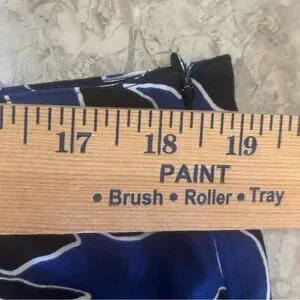 17 18 19
PAINT
• Brush • Roller • Tray